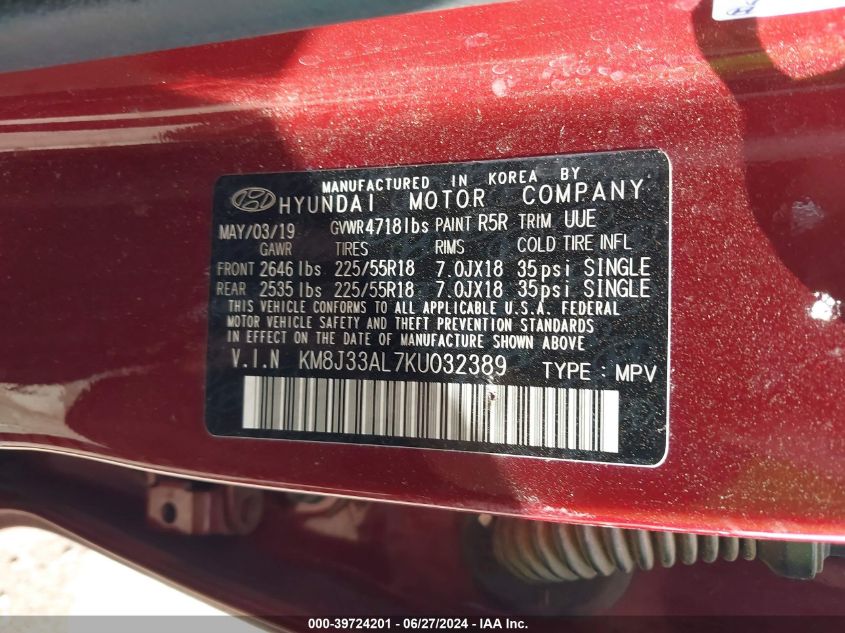 MANUFACTURED IN KOREA BY
HYUNDAI MOTOR COMPANY
MAY/03/19 GVWR 4718lbs PAINT R5R TRIM UUE
GAWR TIRES RIMS COLD TIRE INFL
FRONT 2646 lbs 225/55R18 7.0JX18 35psi SINGLE
REAR 2535 lbs 225/55R18 7.0JX18 35psi SINGLE
THIS VEHICLE CONFORMS TO ALL APPLICABLE U.S.A. FEDERAL
MOTOR VEHICLE SAFETY AND THEFT PREVENTION STANDARDS
IN EFFECT ON THE DATE OF MANUFACTURE SHOWN ABOVE
V.I.N KM8J33AL7KU032389 TYPE : MPV
000-39724201 - 06/27/2024 - IAA, Inc.